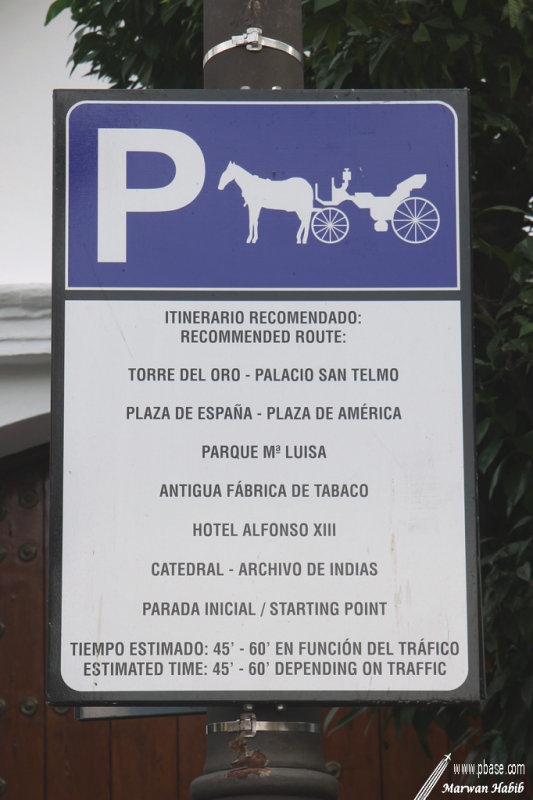 P
ITINERARIO RECOMENDADO:
RECOMMENDED ROUTE:
TORRE DEL ORO - PALACIO SAN TELMO
PLAZA DE ESPAÑA - PLAZA DE AMÉRICA
PARQUE Mª LUISA
ANTIGUA FÁBRICA DE TABACO
HOTEL ALFONSO XIII
CATEDRAL - ARCHIVO DE INDIAS
PARADA INICIAL / STARTING POINT
TIEMPO ESTIMADO: 45' - 60' EN FUNCIÓN DEL TRÁFICO
ESTIMATED TIME: 45' - 60' DEPENDING ON TRAFFIC
www.pbase.com
Marwan Habib